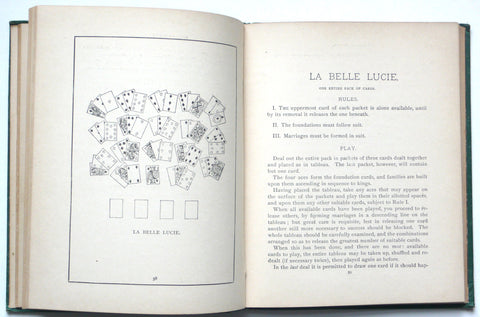 LA BELLE LUCIE.
LA BELLE LUCIE.
ONE ENTIRE PACK OF CARDS.
RULES.
I. The uppermost card of each packet is alone available, until
by its removal it releases the one beneath.
II. The foundations must follow suit.
III. Marriages must be formed in suit.
PLAY.
Deal out the entire pack in packets of three cards dealt together
and placed as in tableau. The last packet, however, will contain
but one card.
The four aces form the foundation cards, and families are built
upon them ascending in sequence to kings.
Having placed the tableau, take any aces that may appear on
the surface of the packets and play them in their allotted spaces,
and upon them any other suitable cards, subject to Rule I.
When all available cards have been played, you proceed to re-
lease others, by forming marriages in a descending line on the
tableau; but great care is requisite, lest in releasing one card
another still more necessary to success should be blocked. The
whole tableau should be carefully examined, and the combinations
arranged so as to release the greatest number of suitable cards.
When this has been done, and there are no more available
cards to play, the entire tableau may be taken up, shuffled and re-
dealt (if necessary twice), then played again as before.
In the last deal it is permitted to draw one card if it should hap-